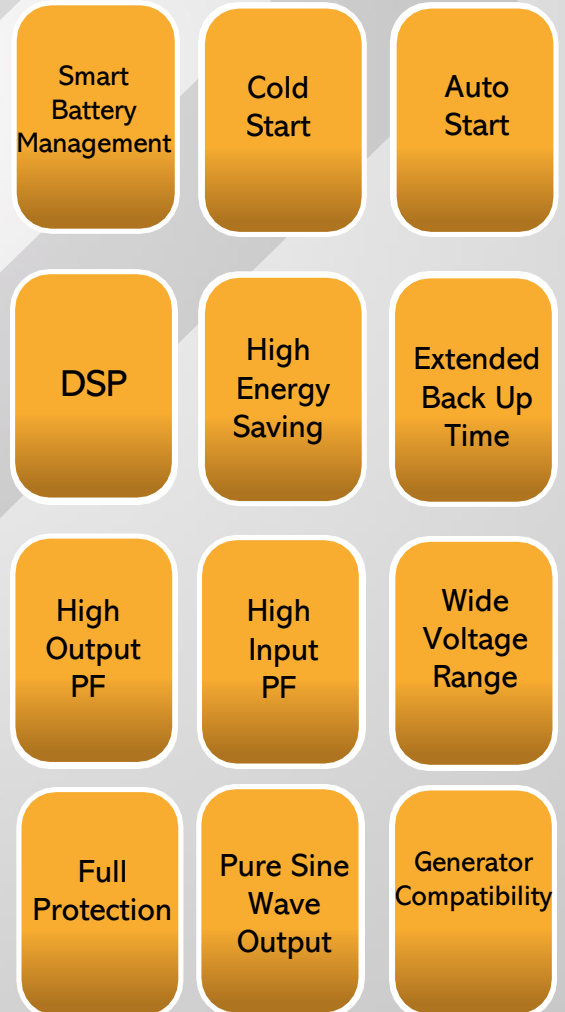 Smart
Battery
Management
Cold
Start
Auto
Start
DSP
High
Energy
Saving
Extended
Back Up
Time
High
Output
PF
High
Input
PF
Wide
Voltage
Range
Full
Protection
Pure Sine
Wave
Output
Generator
Compatibility